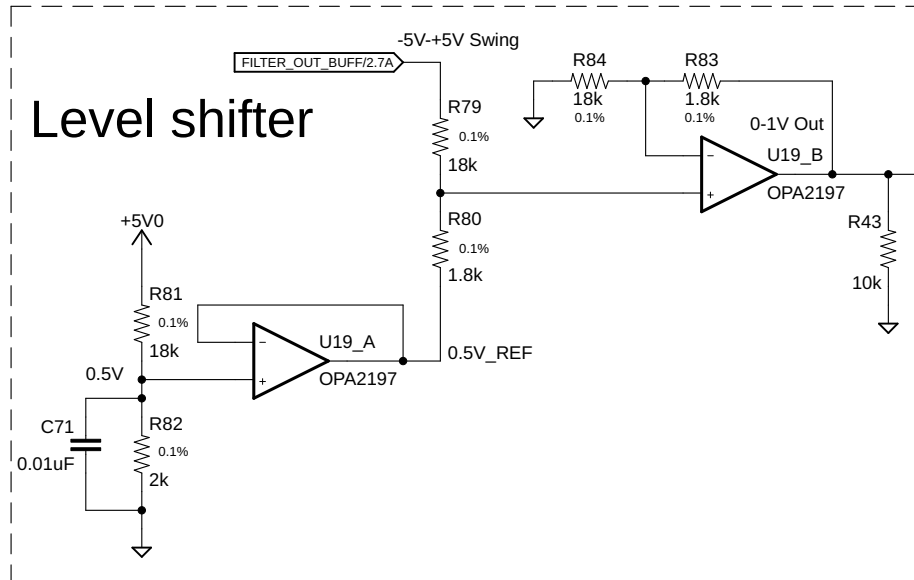 -5V-+5V Swing
FILTER_OUT_BUFF/2.7A
Level shifter
R79
0.1%
18k
R84
18k
0.1%
R83
1.8k
0.1%
0-1V Out
U19_B
OPA2197
−
+
R80
0.1%
1.8k
R43
10k
+5V0
R81
0.1%
18k
0.5V
−
+
U19_A
OPA2197
0.5V_REF
C71
0.01uF
R82
0.1%
2k